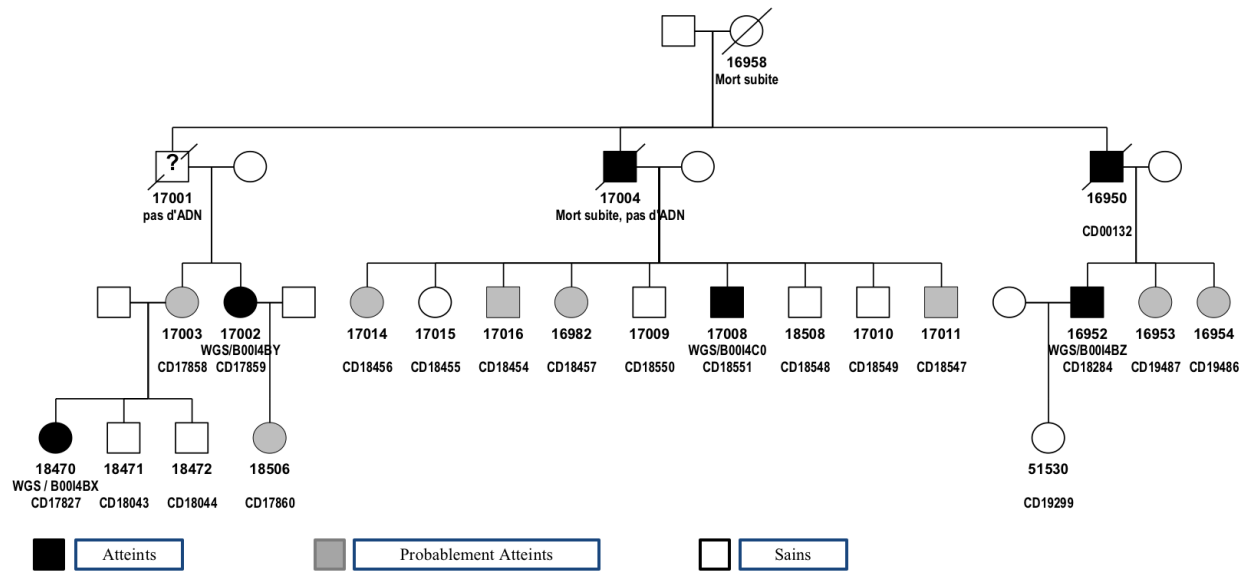 16958
Mort subite
?
17001
pas d'ADN
17004
Mort subite, pas d'ADN
16950
CD00132
17003
CD17858
17002
WGS/B00I4BY
CD17859
17014
CD18456
17015
CD18455
17016
CD18454
16982
CD18457
17009
CD18550
17008
WGS/B00I4C0
CD18551
18508
CD18548
17010
CD18549
17011
CD18547
16952
WGS/B00I4BZ
CD18284
16953
CD19487
16954
CD19486
18470
WGS / B00I4BX
CD17827
18471
CD18043
18472
CD18044
18506
CD17860
51530
CD19299
Atteints
Probablement Atteints
Sains